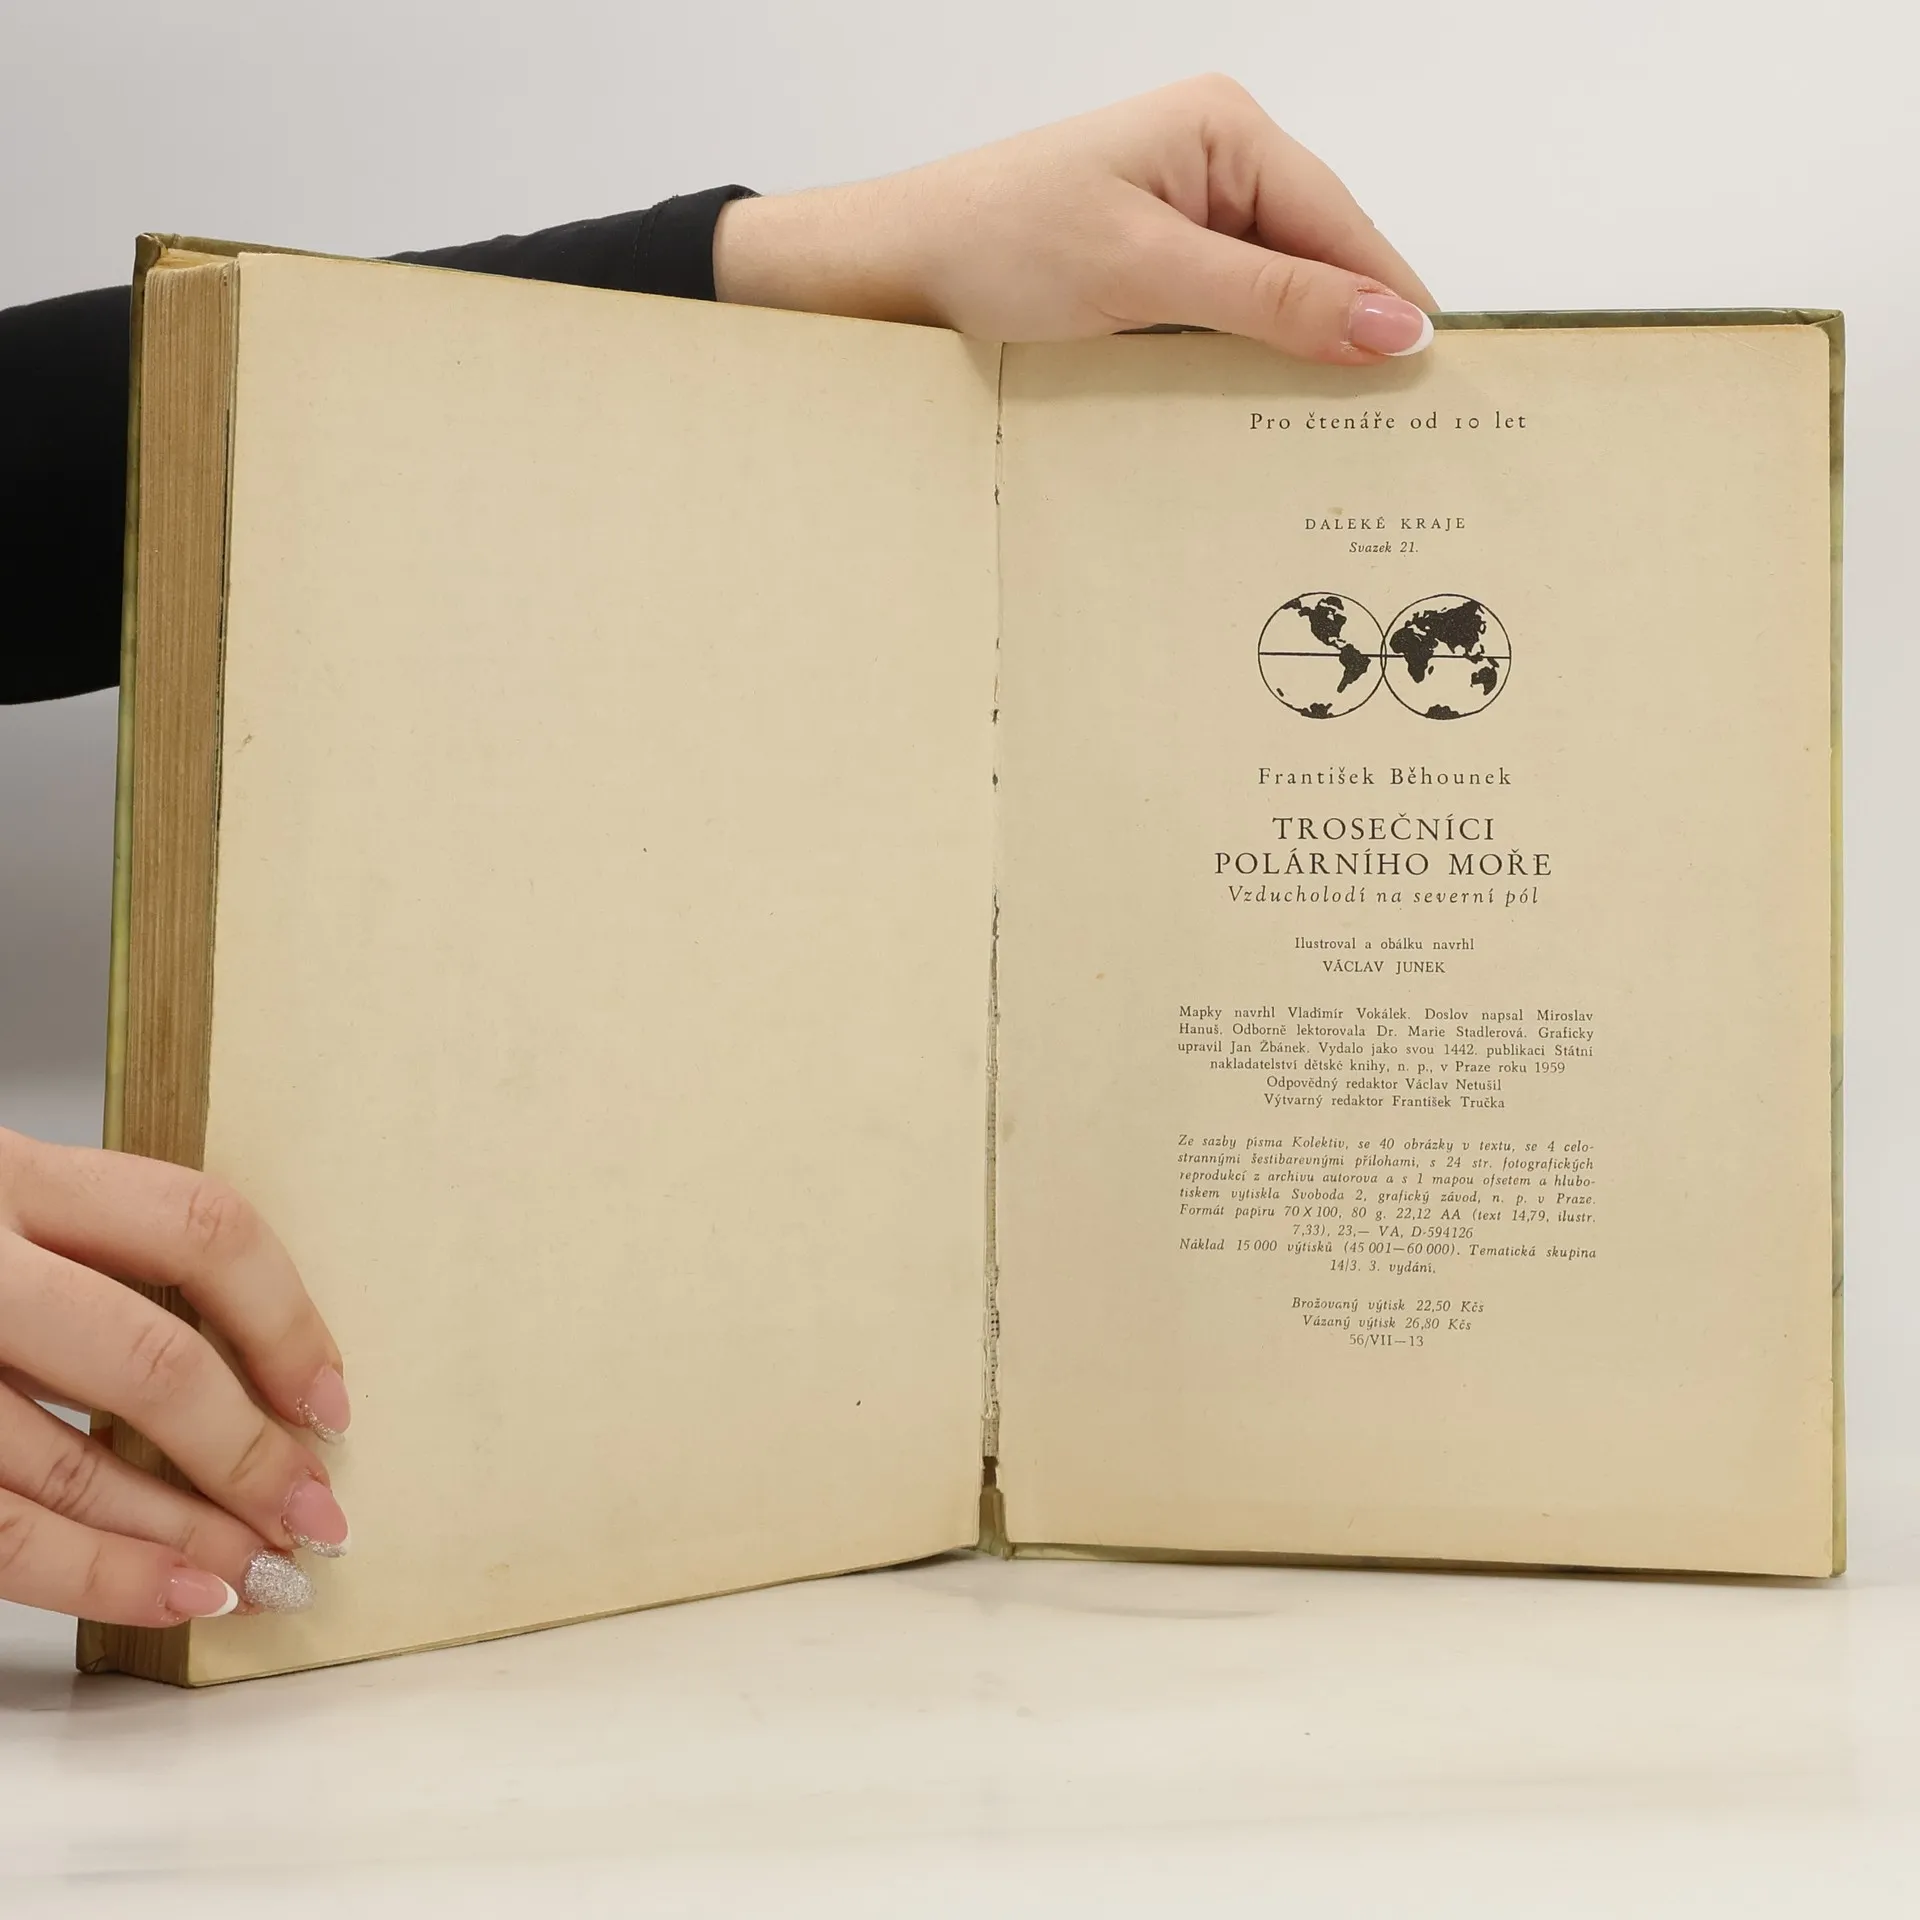 Pro čtenáře od 10 let
DALEKÉ KRAJE
Svazek 21.
František Běhounek
TROSEČNÍCI
POLÁRNÍHO MOŘE
Vzducholodí na severní pól
Ilustroval a obálku navrhl
VÁCLAV JUNEK
Mapky navrhl Vladimír Vokálek. Doslov napsal Miroslav
Hanuš. Odborně lektorovala Dr. Marie Stadlerová. Graficky
upravil Jan Žbánek. Vydalo jako svou 1442. publikaci Státní
nakladatelství dětské knihy, n. p., v Praze roku 1959
Odpovědný redaktor Václav Netušil
Výtvarný redaktor František Tručka
Ze sazby písma Kolektiv, se 40 obrázky v textu, se 4 celo-
strannými šestibarevnými přílohami, s 24 str. fotografických
reprodukcí z archivu autorova a s 1 mapou ofsetem a hlubo-
tiskem vytiskla Svoboda 2, grafický závod, n. p. v Praze.
Formát papíru 70 X 100, 80 g. 22,12 AA (text 14,79, ilustr.
7,33), 23,— VA, D-594126
Náklad 15 000 výtisků (45 001—60 000). Tematická skupina
14/3. 3. vydání.
Brožovaný výtisk 22,50 Kčs
Vázaný výtisk 26,80 Kčs
56/VII—13